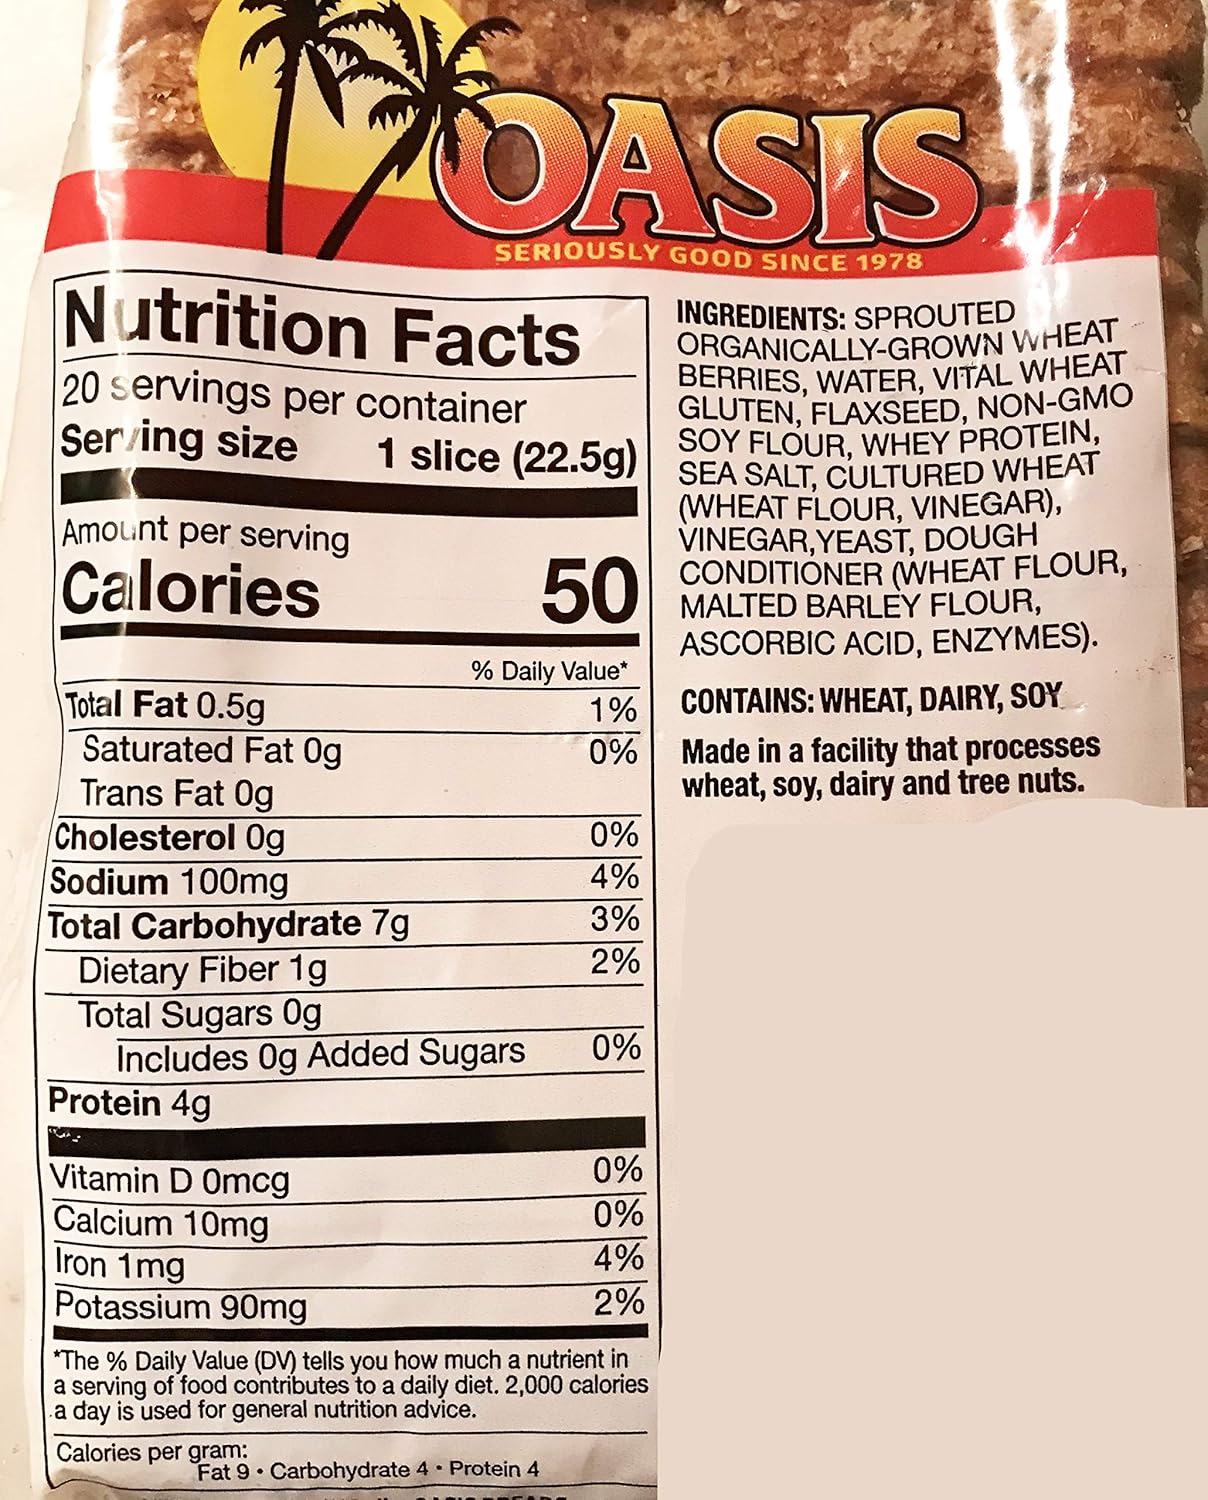 OASIS
SERIOUSLY GOOD SINCE 1978
Nutrition Facts
20 servings per container
Serving size 1 slice (22.5g)
Amount per serving
Calories 50
% Daily Value*
Total Fat 0.5g 1%
Saturated Fat 0g 0%
Trans Fat 0g
Cholesterol 0g 0%
Sodium 100mg 4%
Total Carbohydrate 7g 3%
Dietary Fiber 1g 2%
Total Sugars 0g
Includes 0g Added Sugars 0%
Protein 4g
Vitamin D 0mcg 0%
Calcium 10mg 0%
Iron 1mg 4%
Potassium 90mg 2%
*The % Daily Value (DV) tells you how much a nutrient in
a serving of food contributes to a daily diet. 2,000 calories
a day is used for general nutrition advice.
Calories per gram:
Fat 9 • Carbohydrate 4 • Protein 4
INGREDIENTS: SPROUTED
ORGANICALLY-GROWN WHEAT
BERRIES, WATER, VITAL WHEAT
GLUTEN, FLAXSEED, NON-GMO
SOY FLOUR, WHEY PROTEIN,
SEA SALT, CULTURED WHEAT
(WHEAT FLOUR, VINEGAR),
VINEGAR, YEAST, DOUGH
CONDITIONER (WHEAT FLOUR,
MALTED BARLEY FLOUR,
ASCORBIC ACID, ENZYMES).
CONTAINS: WHEAT, DAIRY, SOY
Made in a facility that processes
wheat, soy, dairy and tree nuts.